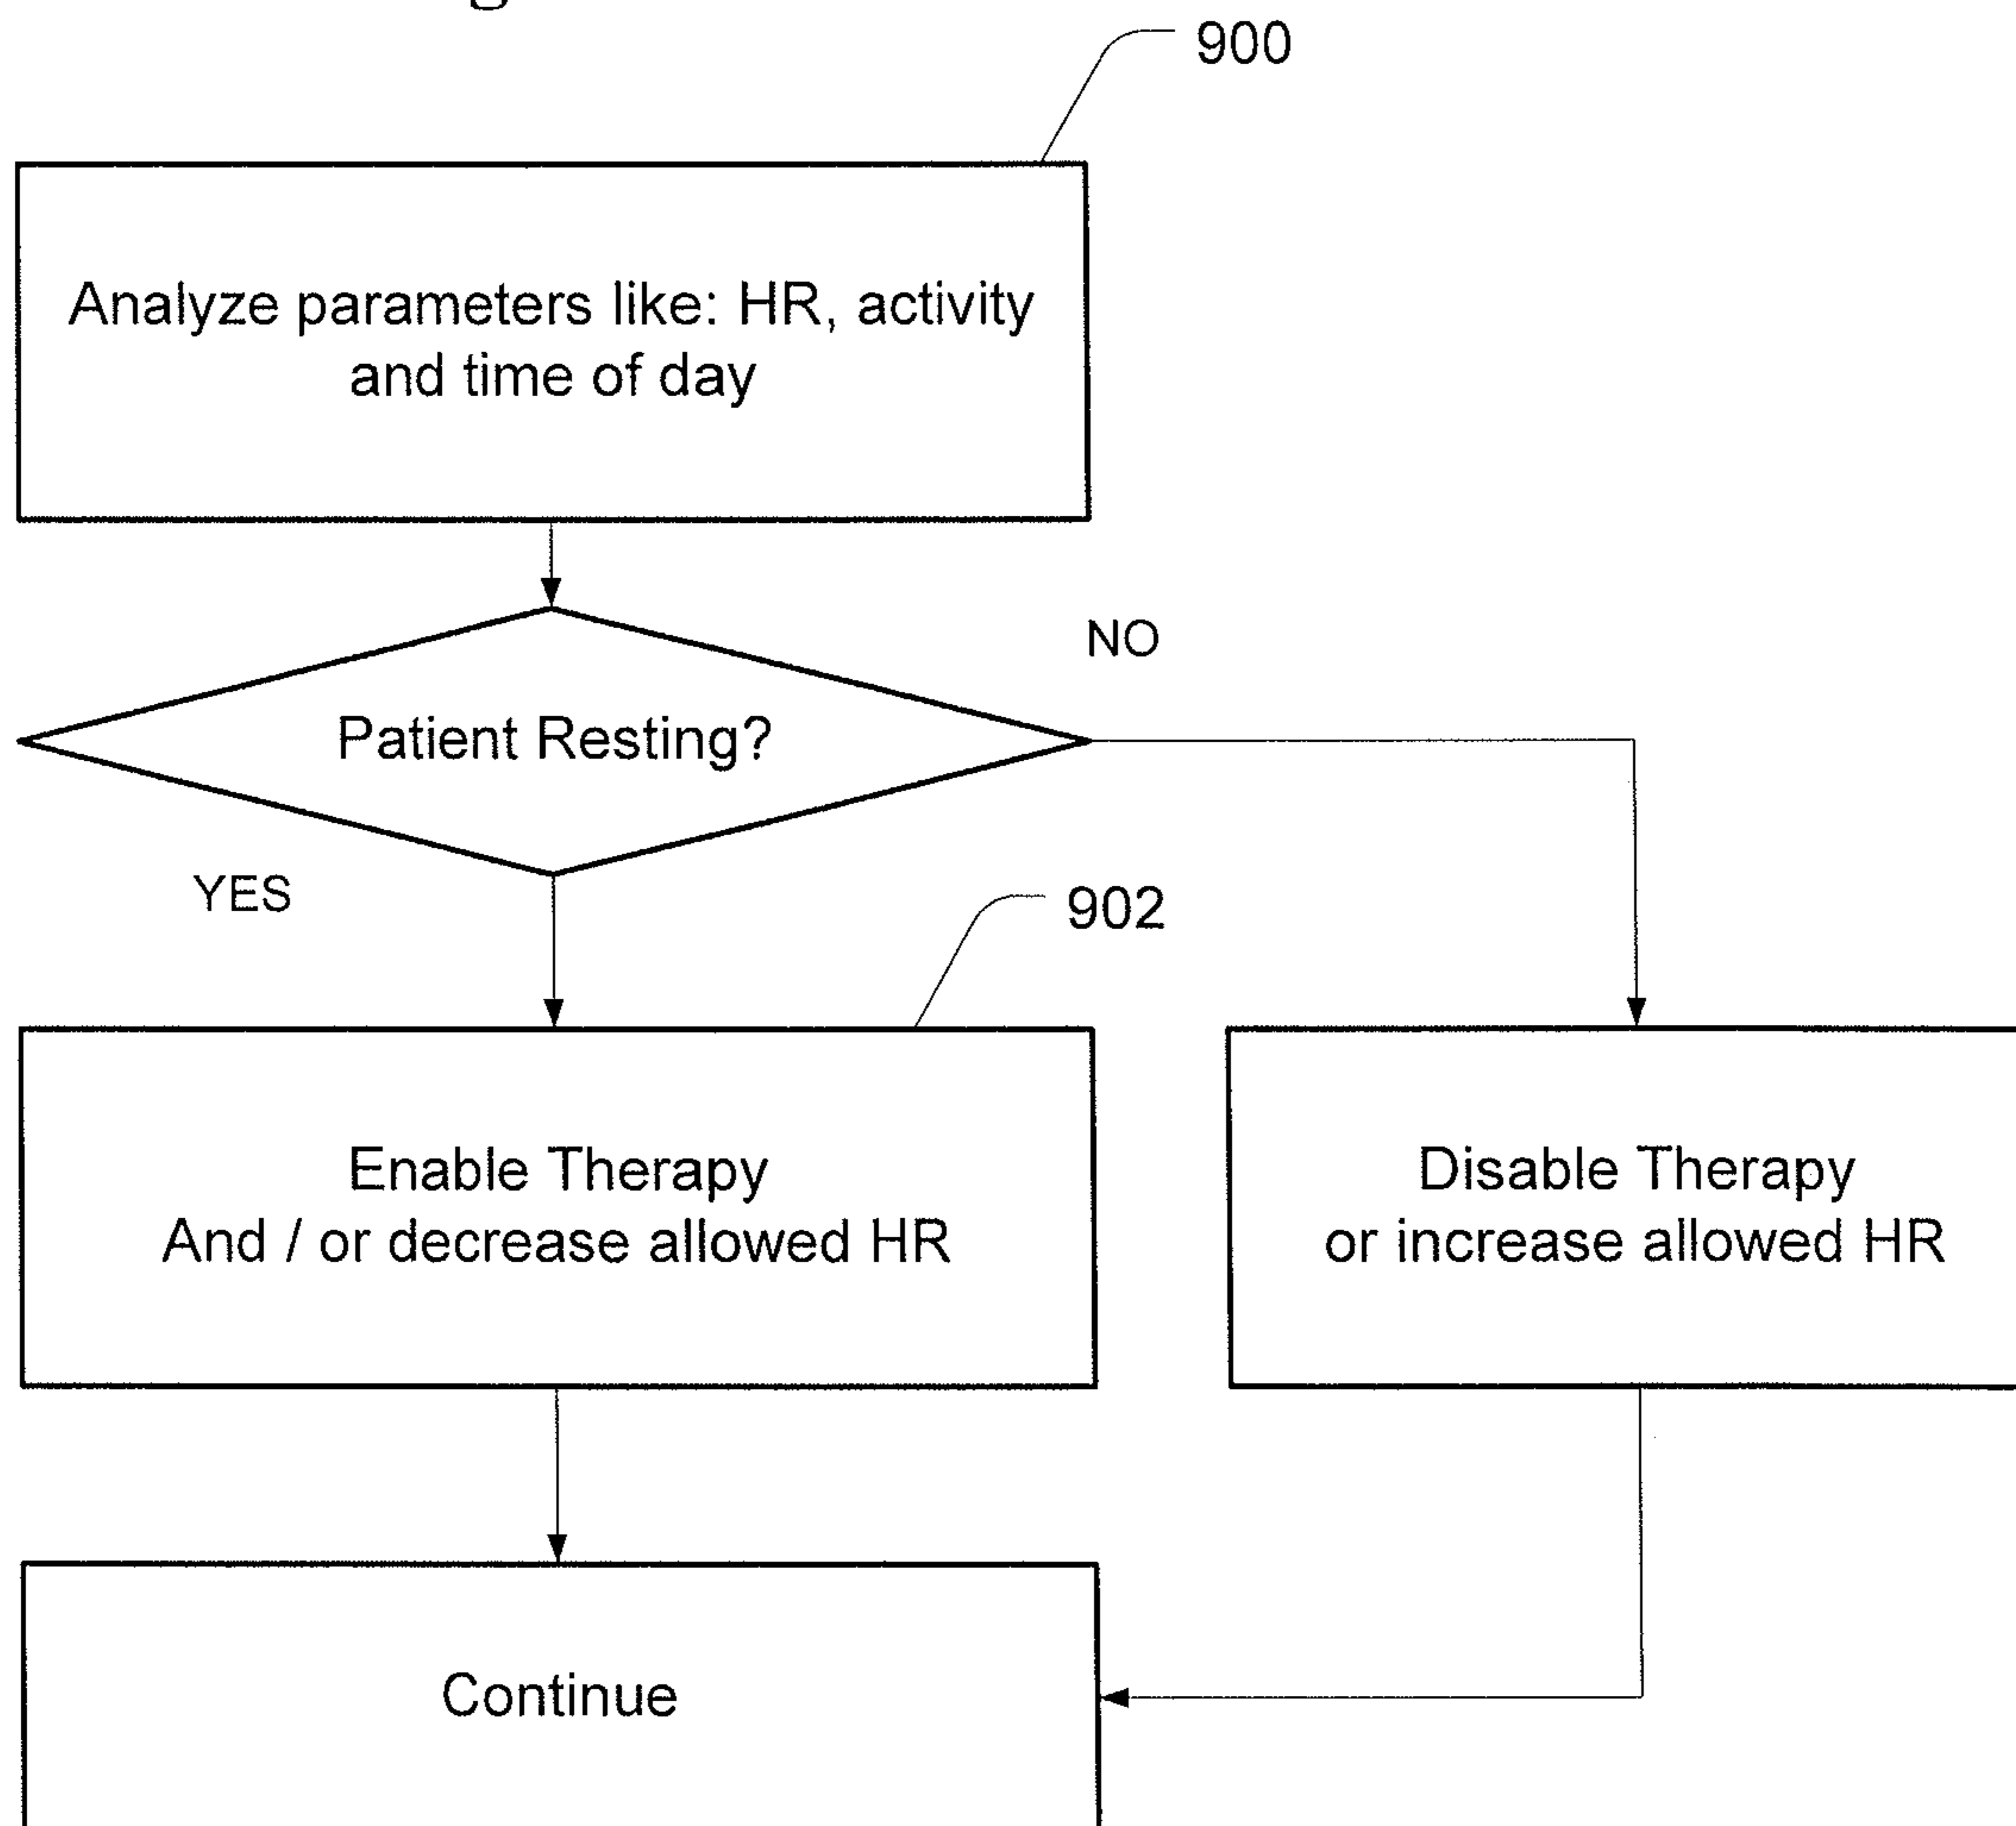 900
Analyze parameters like: HR, activity
and time of day
NO
Patient Resting?
YES
902
Enable Therapy
And / or decrease allowed HR
Disable Therapy
or increase allowed HR
Continue